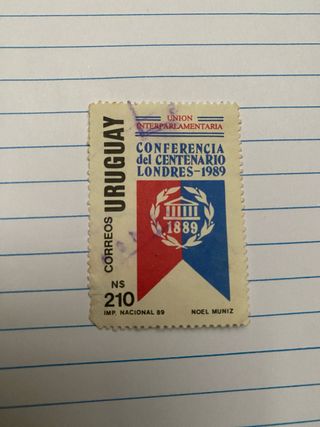 UNION
INTERPARLAMENTARIA
CONFERENCIA
del CENTENARIO
LONDRES-1989
1889
CORREOS URUGUAY
N$
210
IMP. NACIONAL 89 NOEL MUNIZ